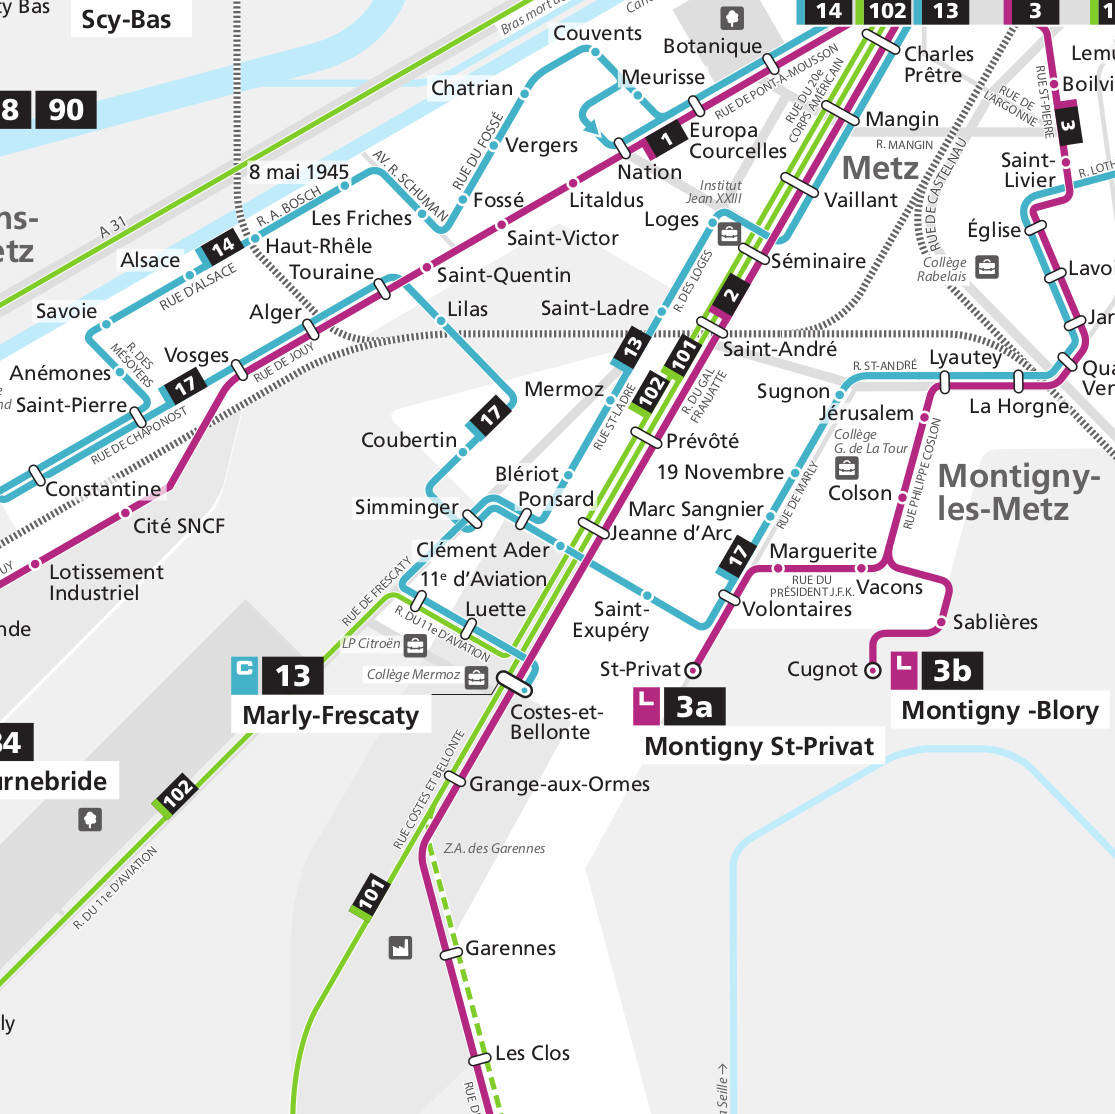 cy Bas
Scy-Bas
Bras mort de
14
102
13
3
1
Couvents
Botanique
Charles
Prêtre
Lem
Meurisse
Chatrian
RUE DE PONT-À-MOUSSON
RUE DU 20e
CORPS AMÉRICAIN
RUE ST-PIERRE
Boilvi
RUE DE
L'ARGONNE
8
90
Mangin
3
Vergers
1
Europa
Courcelles
R. MANGIN
AV. R. SCHUMAN
RUE DU FOSSÉ
Nation
Metz
Saint-
Livier
R. LOTH
8 mai 1945
Institut
Jean XXIII
R. A. BOSCH
Les Friches
Fossé
Litaldus
Vaillant
RUE DE CASTELNAU
ns-
etz
A 31
14
Haut-Rhêle
Saint-Victor
Loges
Église
Alsace
Touraine
Saint-Quentin
Séminaire
Collège
Rabelais
Lavoi
RUE D'ALSACE
R. DES LOGES
Savoie
Alger
Lilas
Saint-Ladre
2
Jar
R. DES
MÉSOYERS
Vosges
RUE DE JOUY
13
101
Saint-André
Lyautey
Anémones
17
Mermoz
102
R. DU GAL
FRANJATTE
R. ST-ANDRÉ
Qua
Ver
nd
Saint-Pierre
Sugnon
La Horgne
RUE DE CHAPONOST
17
RUE ST-LADRE
Jérusalem
Coubertin
Prévôté
Collège
G. de La Tour
Constantine
Blériot
19 Novembre
Colson
RUE PHILIPPE COSLON
Montigny-
les-Metz
Cité SNCF
Simminger
Ponsard
Marc Sangnier
RUE DE MARLY
Jeanne d'Arc
Clément Ader
17
Marguerite
UY
Lotissement
Industriel
11e d'Aviation
RUE DU
PRÉSIDENT J.F.K.
Vacons
RUE DE FRESCATY
R. DU 11e D'AVIATION
Luette
Saint-
Exupéry
Volontaires
Sablières
nde
LP Citroën
C
13
Collège Mermoz
St-Privat
Cugnot
L
3b
Marly-Frescaty
Costes-et-
Bellonte
L
3a
Montigny -Blory
34
Montigny St-Privat
urnebride
102
RUE COSTES ET BELLONTE
Grange-aux-Ormes
Z.A. des Garennes
R. DU 11e D'AVIATION
101
Garennes
ly
Les Clos
RUE D
a Seille →